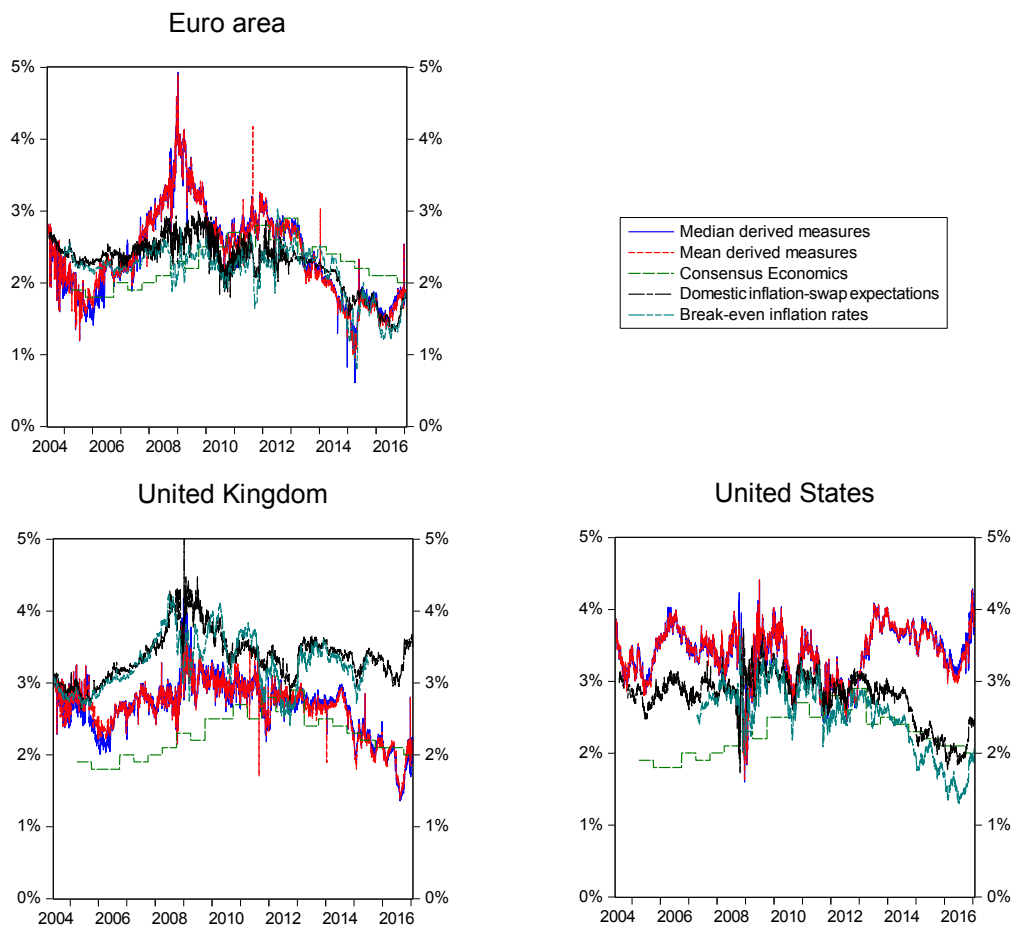 Euro area
5% 5%
4% 4%
3% 3%
2% 2%
1% 1%
0% 0%
2004 2006 2008 2010 2012 2014 2016
Median derived measures
Mean derived measures
Consensus Economics
Domestic inflation-swap expectations
Break-even inflation rates
United Kingdom
5% 5%
4% 4%
3% 3%
2% 2%
1% 1%
0% 0%
2004 2006 2008 2010 2012 2014 2016
United States
5% 5%
4% 4%
3% 3%
2% 2%
1% 1%
0% 0%
2004 2006 2008 2010 2012 2014 2016